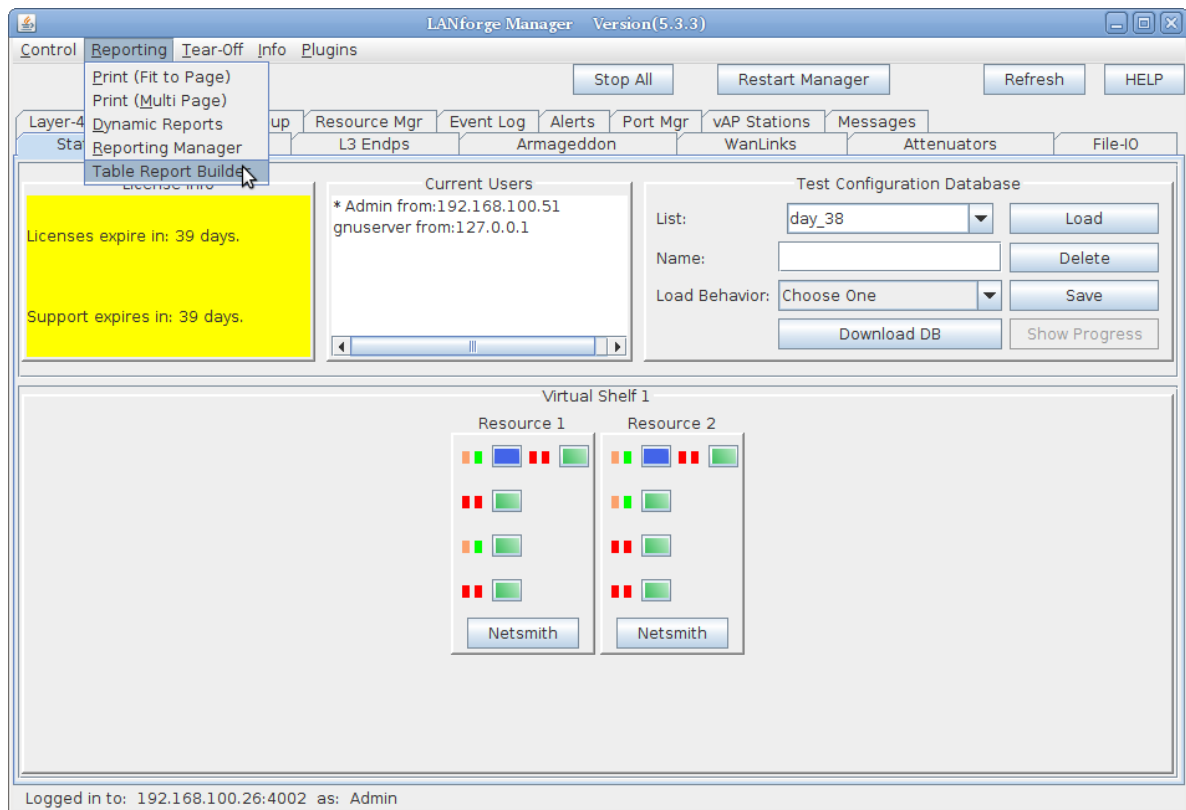 LANforge Manager Version(5.3.3)
Control Reporting Tear-Off Info Plugins
Print (Fit to Page)
Print (Multi Page)
Dynamic Reports
Reporting Manager
Table Report Builder
Stop All Restart Manager Refresh HELP
Layer-4 up Resource Mgr Event Log Alerts Port Mgr vAP Stations Messages
Stat L3 Endps Armageddon WanLinks Attenuators File-IO
License Info
Licenses expire in: 39 days.
Support expires in: 39 days.
Current Users
* Admin from:192.168.100.51
gnuserver from:127.0.0.1
Test Configuration Database
List: day_38 Load
Name: Delete
Load Behavior: Choose One Save
Download DB Show Progress
Virtual Shelf 1
Resource 1 Resource 2
Netsmith Netsmith
Logged in to: 192.168.100.26:4002 as: Admin